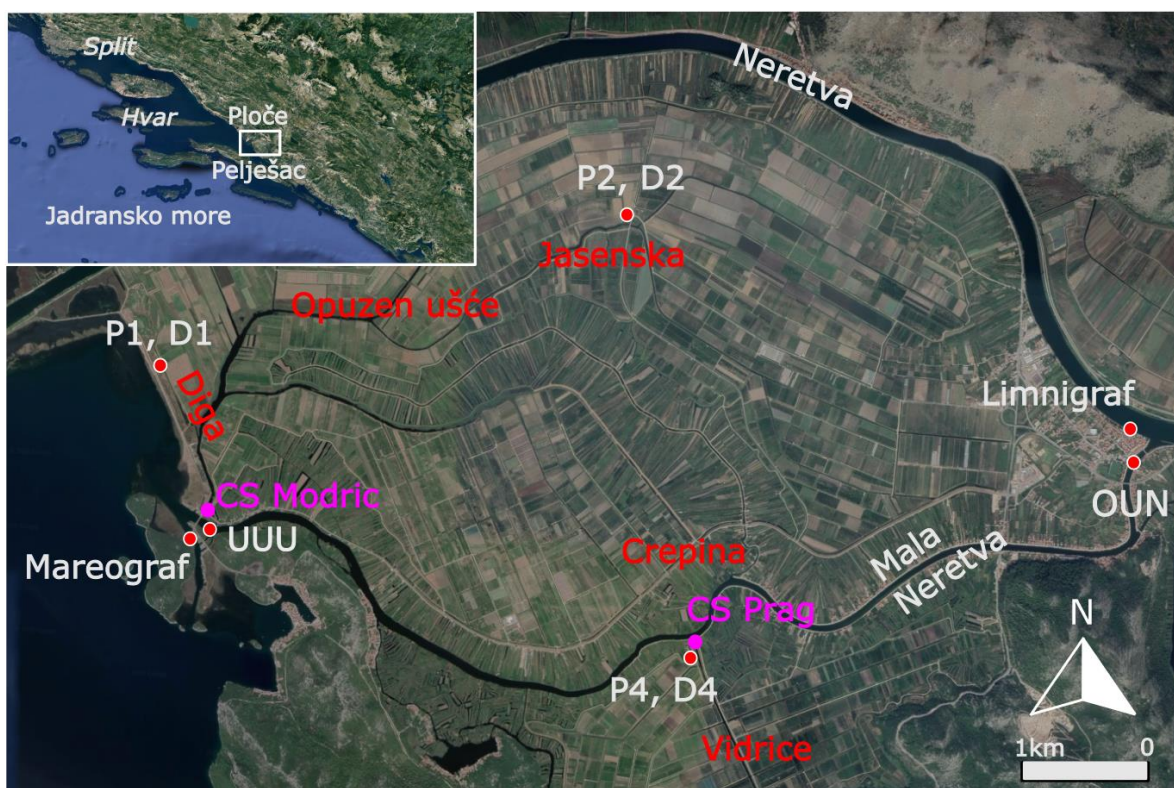 Split
Hvar
Ploče
Pelješac
Jadransko more
Neretva
P2, D2
Jasenska
Opuzen ušće
P1, D1
Diga
Limnigraf
OUN
CS Modric
UUU
Mareograf
Crepina
Mala
Neretva
CS Prag
P4, D4
Vidrice
N
1km 0